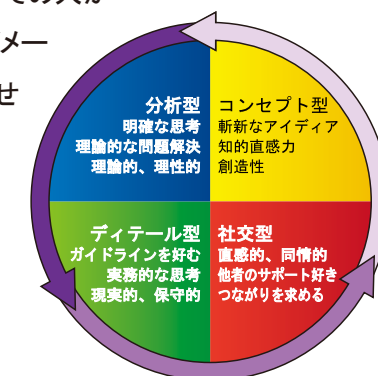 メー
せ
分析型
明確な思考
理論的な問題解決
理論的、理性的
コンセプト型
斬新なアイディア
知的直感力
創造性
ディテール型
ガイドラインを好む
実務的な思考
現実的、保守的
社交型
直感的、同情的
他者のサポート好き
つながりを求める